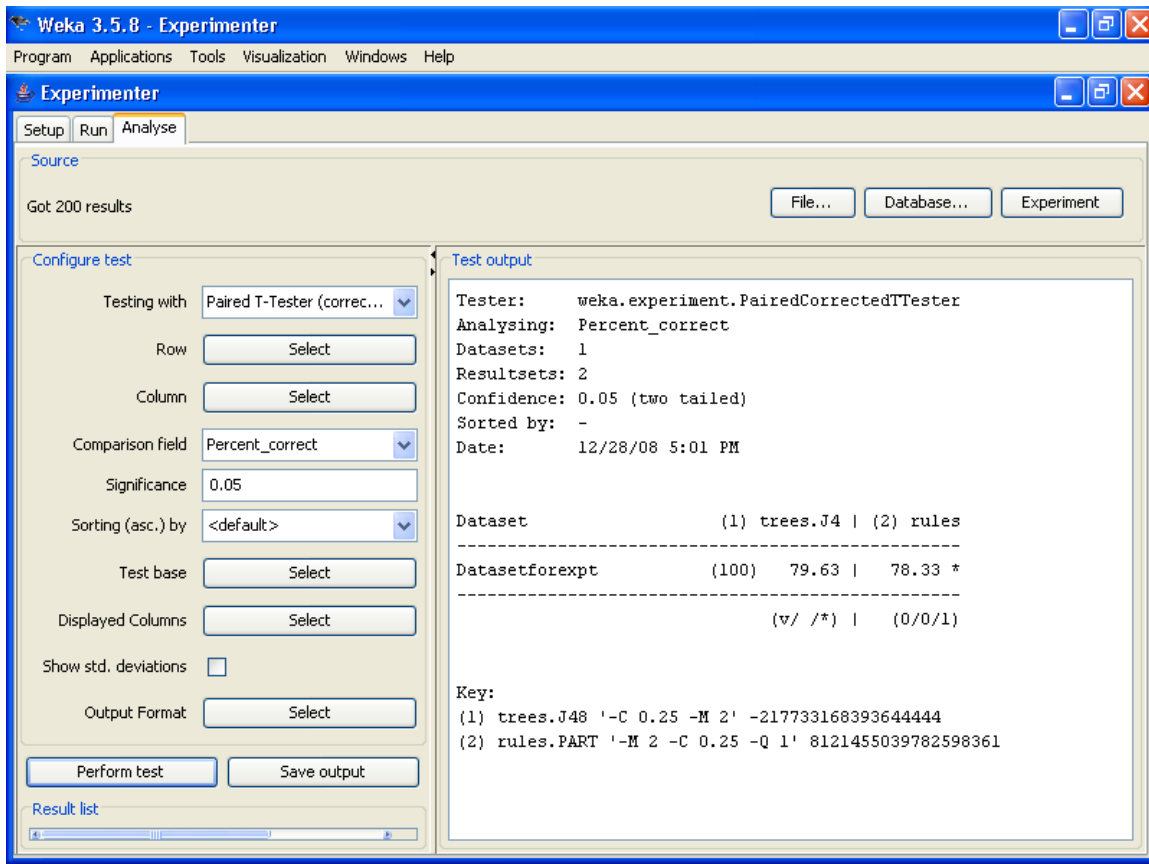 Weka 3.5.8 - Experimenter
Program Applications Tools Visualization Windows Help
Experimenter
Setup Run Analyse
Source
Got 200 results
File... Database... Experiment
Configure test
Testing with Paired T-Tester (correc...
Row Select
Column Select
Comparison field Percent_correct
Significance 0.05
Sorting (asc.) by <default>
Test base Select
Displayed Columns Select
Show std. deviations
Output Format Select
Perform test Save output
Result list
Test output
Tester: weka.experiment.PairedCorrectedTTester
Analysing: Percent_correct
Datasets: 1
Resultsets: 2
Confidence: 0.05 (two tailed)
Sorted by: -
Date: 12/28/08 5:01 PM
Dataset (1) trees.J4 | (2) rules
--------------------------------------------------
Datasetforexpt (100) 79.63 | 78.33 *
--------------------------------------------------
(v/ /*) | (0/0/1)
Key:
(1) trees.J48 '-C 0.25 -M 2' -217733168393644444
(2) rules.PART '-M 2 -C 0.25 -Q 1' 8121455039782598361